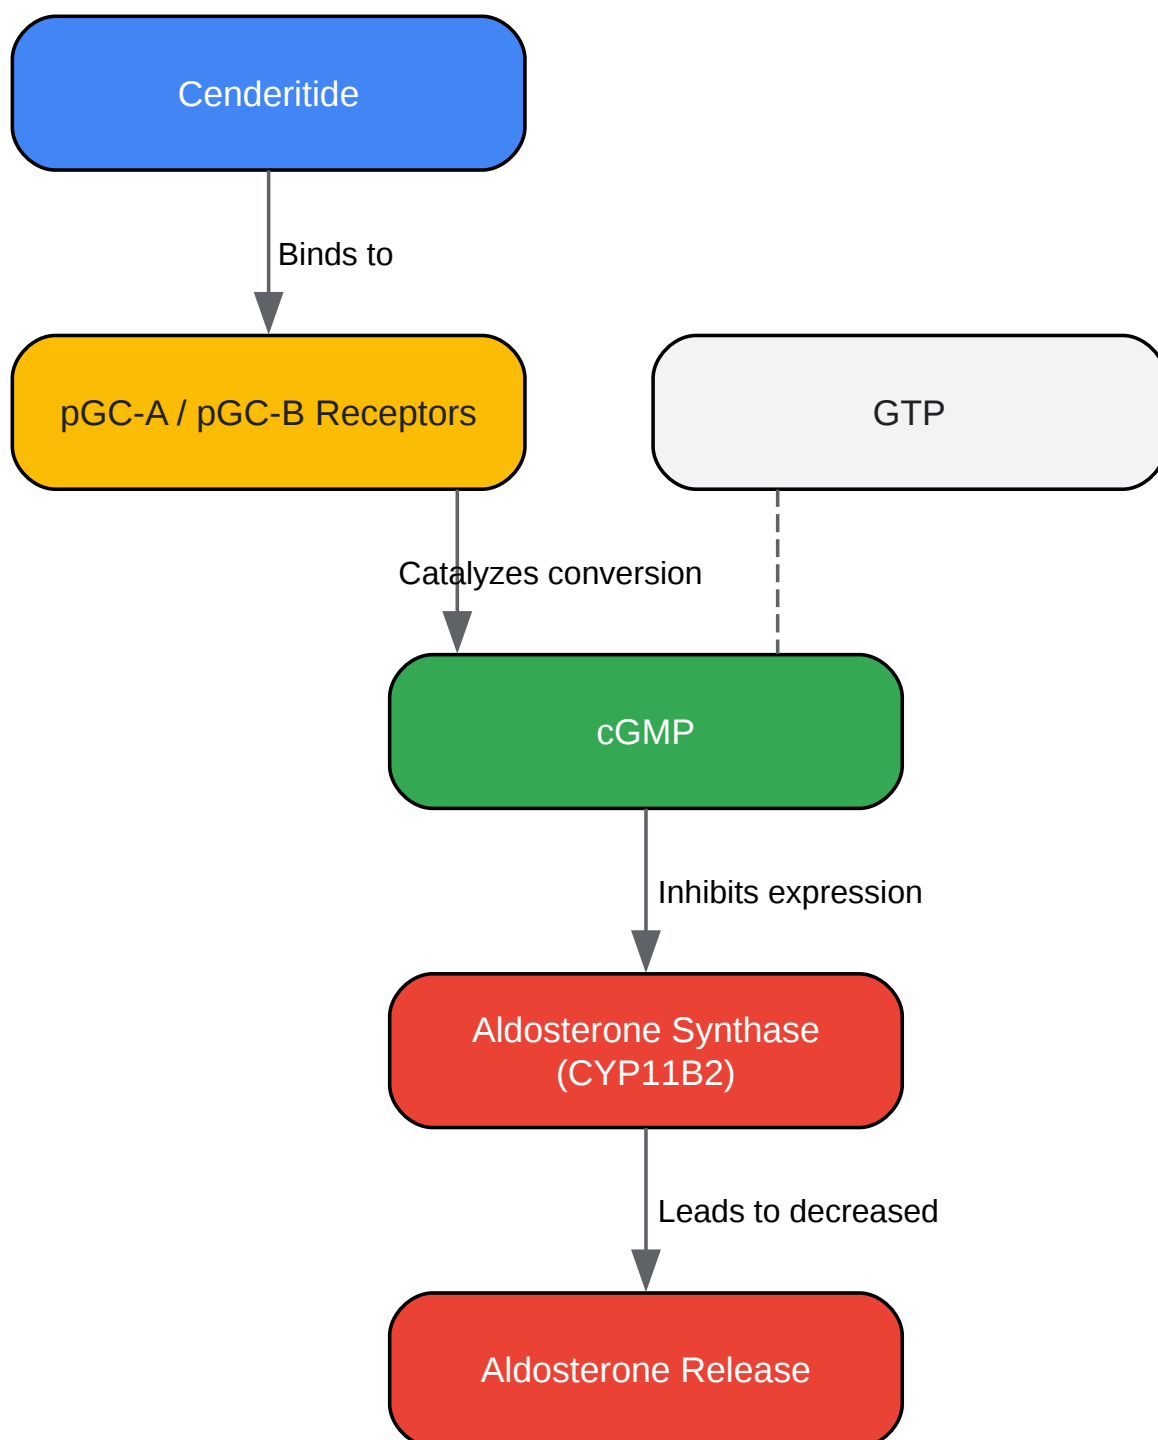 Cenderitide
Binds to
pGC-A / pGC-B Receptors
GTP
Catalyzes conversion
cGMP
Inhibits expression
Aldosterone Synthase
(CYP11B2)
Leads to decreased
Aldosterone Release